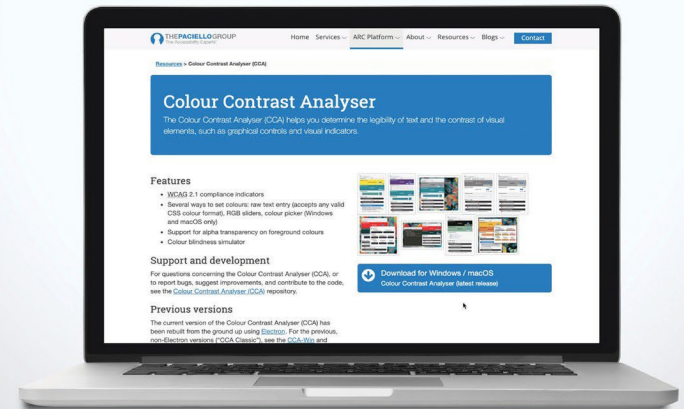 THEPACIELLOGROUP
The Accessibility Experts
Home Services ARC Platform About Resources Blogs Contact
Resources > Colour Contrast Analyser (CCA)
Colour Contrast Analyser
The Colour Contrast Analyser (CCA) helps you determine the legibility of text and the contrast of visual
elements, such as graphical controls and visual indicators.
Features
• WCAG 2.1 compliance indicators
• Several ways to set colours: raw text entry (accepts any valid
CSS colour format), RGB sliders, colour picker (Windows
and macOS only)
• Support for alpha transparency on foreground colours
• Colour blindness simulator
Support and development
For questions concerning the Colour Contrast Analyser (CCA), or
to report bugs, suggest improvements, and contribute to the code,
see the Colour Contrast Analyser (CCA) repository.
Previous versions
The current version of the Colour Contrast Analyser (CCA) has
been rebuilt from the ground up using Electron. For the previous,
non-Electron versions ("CCA Classic"), see the CCA-Win and
Download for Windows / macOS
Colour Contrast Analyser (latest release)